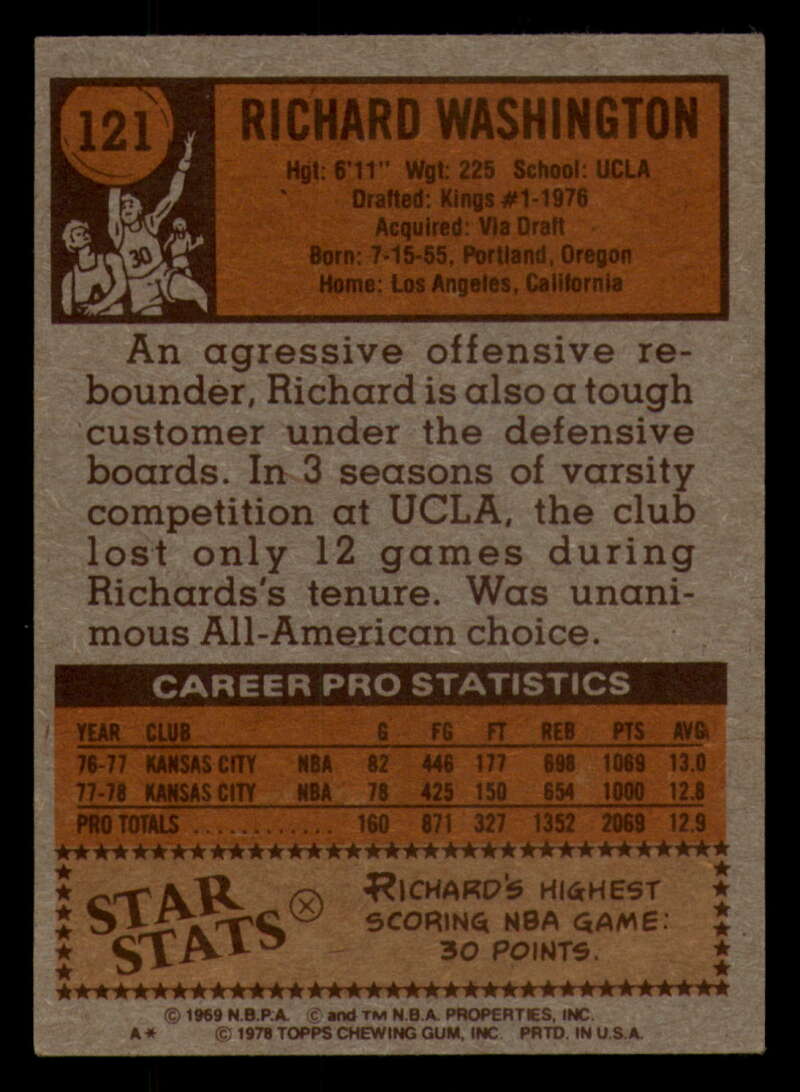 121
RICHARD WASHINGTON
Hgt: 6'11" Wgt: 225 School: UCLA
Drafted: Kings #1-1976
Acquired: Via Draft
Born: 7-15-55, Portland, Oregon
Home: Los Angeles, California
30
An agressive offensive re-
bounder, Richard is also a tough
customer under the defensive
boards. In 3 seasons of varsity
competition at UCLA, the club
lost only 12 games during
Richards's tenure. Was unani-
mous All-American choice.
CAREER PRO STATISTICS
YEAR CLUB G FG FT REB PTS AVG.
76-77 KANSAS CITY NBA 82 446 177 698 1069 13.0
77-78 KANSAS CITY NBA 78 425 150 654 1000 12.8
PRO TOTALS ............ 160 871 327 1352 2069 12.9
STAR
STATS
RICHARD'S HIGHEST
SCORING NBA GAME:
30 POINTS.
© 1969 N.B.P.A. © and TM N.B.A. PROPERTIES, INC.
A* © 1978 TOPPS CHEWING GUM, INC. PRTD. IN U.S.A.